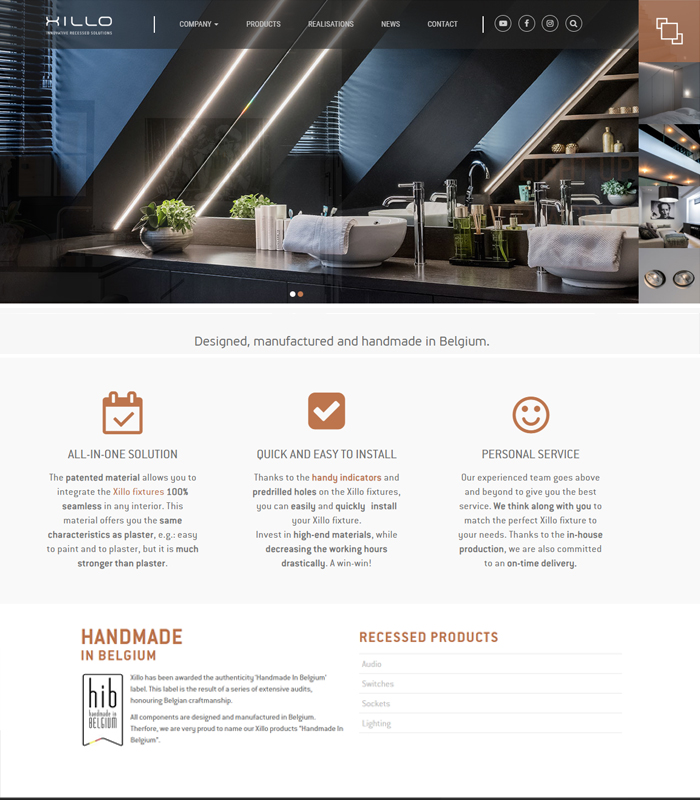 XILLO
INNOVATIVE RECESSED SOLUTIONS
COMPANY
PRODUCTS
REALISATIONS
NEWS
CONTACT
Designed, manufactured and handmade in Belgium.
ALL-IN-ONE SOLUTION
The patented material allows you to
integrate the Xillo fixtures 100%
seamless in any interior. This
material offers you the same
characteristics as plaster, e.g.: easy
to paint and to plaster, but it is much
stronger than plaster.
QUICK AND EASY TO INSTALL
Thanks to the handy indicators and
predrilled holes on the Xillo fixtures,
you can easily and quickly install
your Xillo fixture.
Invest in high-end materials, while
decreasing the working hours
drastically. A win-win!
PERSONAL SERVICE
Our experienced team goes above
and beyond to give you the best
service. We think along with you to
match the perfect Xillo fixture to
your needs. Thanks to the in-house
production, we are also committed
to an on-time delivery.
HANDMADE
IN BELGIUM
hib
handmade in
BELGIUM
Xillo has been awarded the authenticity 'Handmade In Belgium'
label. This label is the result of a series of extensive audits,
honouring Belgian craftmanship.
All components are designed and manufactured in Belgium.
Therfore, we are very proud to name our Xillo products "Handmade In
Belgium".
RECESSED PRODUCTS
Audio
Switches
Sockets
Lighting